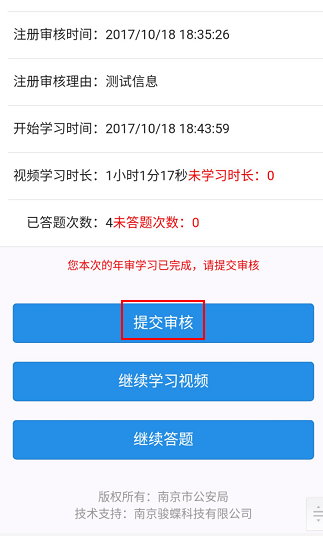 注册审核时间：2017/10/18 18:35:26
注册审核理由：测试信息
开始学习时间：2017/10/18 18:43:59
视频学习时长：1小时1分17秒未学习时长：0
已答题次数：4未答题次数：0
您本次的年审学习已完成，请提交审核
提交审核
继续学习视频
继续答题
版权所有：南京市公安局
技术支持：南京骏蝶科技有限公司